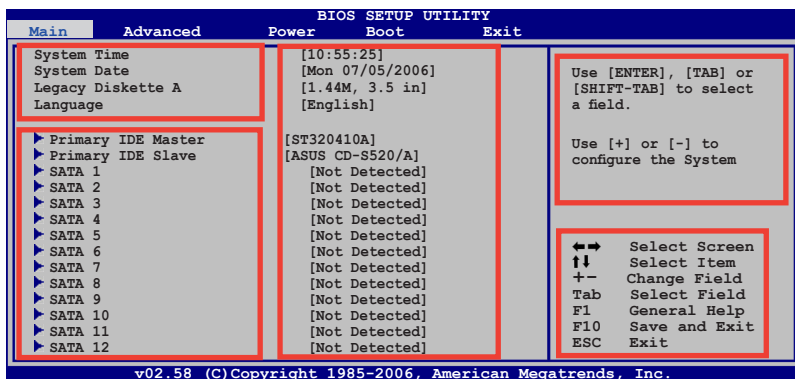 BIOS SETUP UTILITY
Main Advanced Power Boot Exit
System Time [10:55:25]
System Date [Mon 07/05/2006]
Legacy Diskette A [1.44M, 3.5 in]
Language [English]
Primary IDE Master [ST320410A]
Primary IDE Slave [ASUS CD-S520/A]
SATA 1 [Not Detected]
SATA 2 [Not Detected]
SATA 3 [Not Detected]
SATA 4 [Not Detected]
SATA 5 [Not Detected]
SATA 6 [Not Detected]
SATA 7 [Not Detected]
SATA 8 [Not Detected]
SATA 9 [Not Detected]
SATA 10 [Not Detected]
SATA 11 [Not Detected]
SATA 12 [Not Detected]
Use [ENTER], [TAB] or
[SHIFT-TAB] to select
a field.
Use [+] or [-] to
configure the System
←→ Select Screen
↑↓ Select Item
+- Change Field
Tab Select Field
F1 General Help
F10 Save and Exit
ESC Exit
v02.58 (C)Copyright 1985-2006, American Megatrends, Inc.